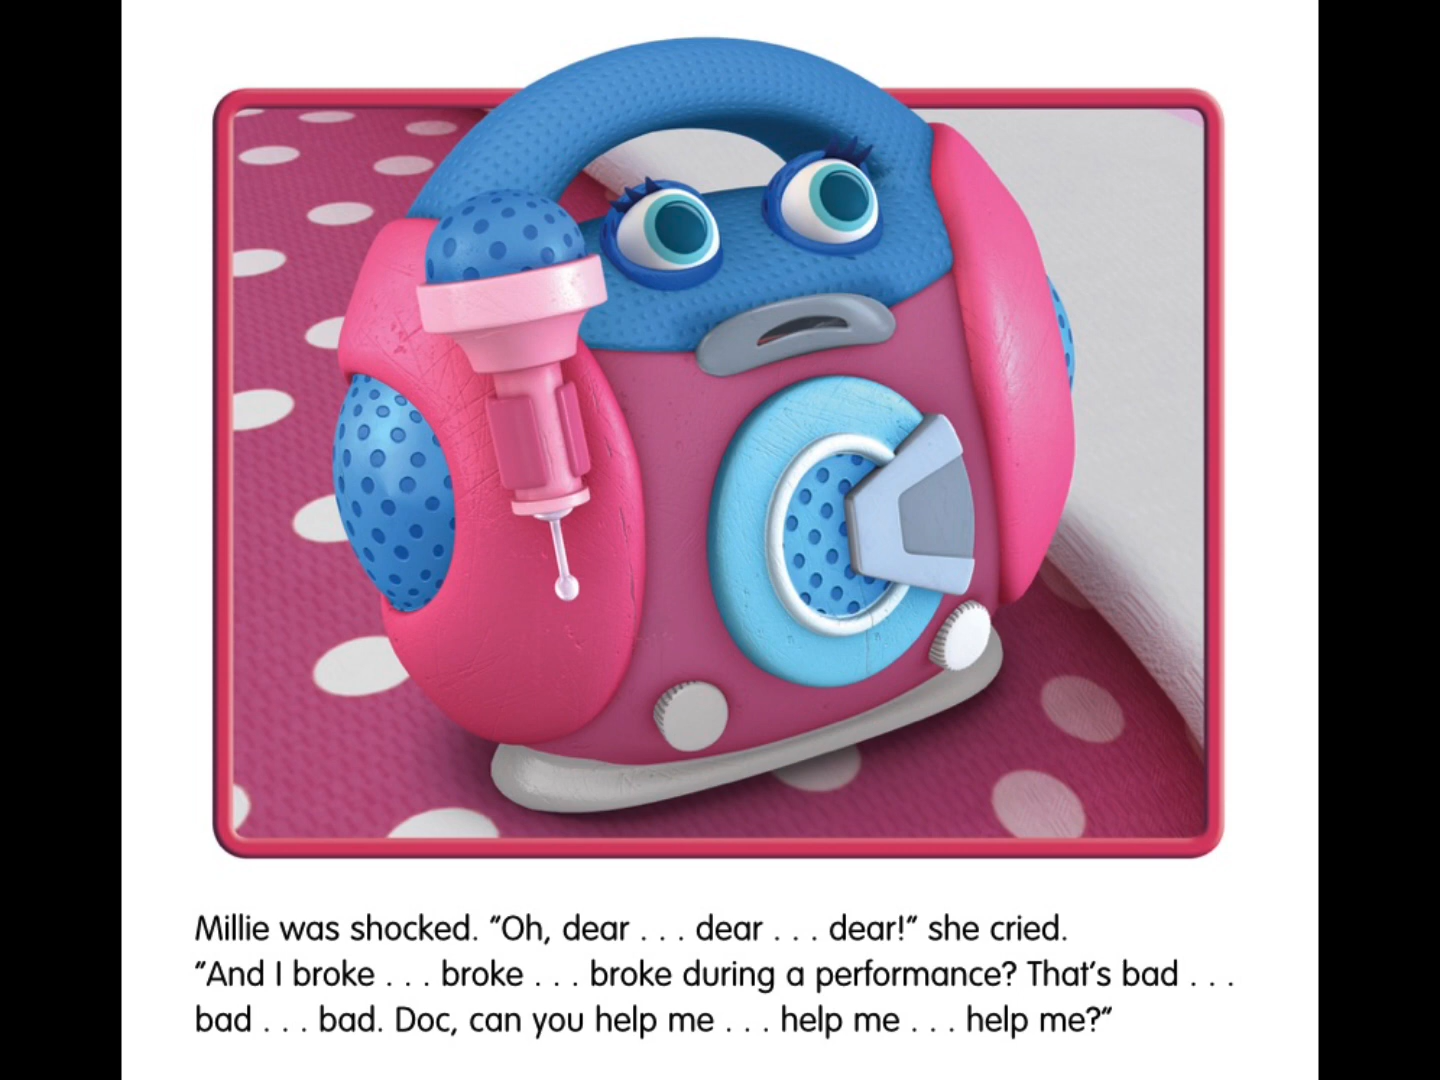 Millie was shocked. “Oh, dear . . . dear . . . dear!” she cried.
“And I broke . . . broke . . . broke during a performance? That’s bad . . .
bad . . . bad. Doc, can you help me . . . help me . . . help me?”